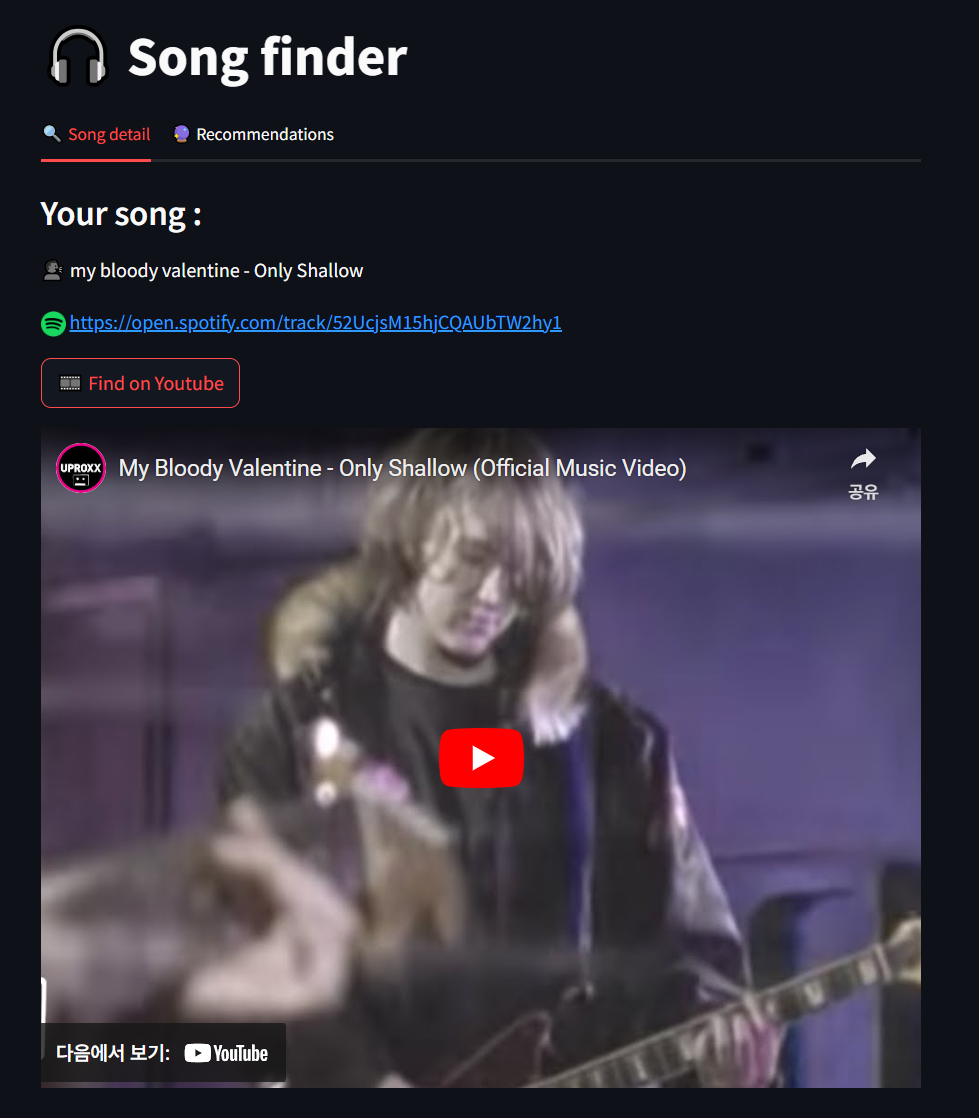 Song finder
Song detail
Recommendations
Your song :
my bloody valentine - Only Shallow
https://open.spotify.com/track/52UcjsM15hjCQAUbTW2hy1
Find on Youtube
UPROXX
My Bloody Valentine - Only Shallow (Official Music Video)
공유
다음에서 보기: YouTube